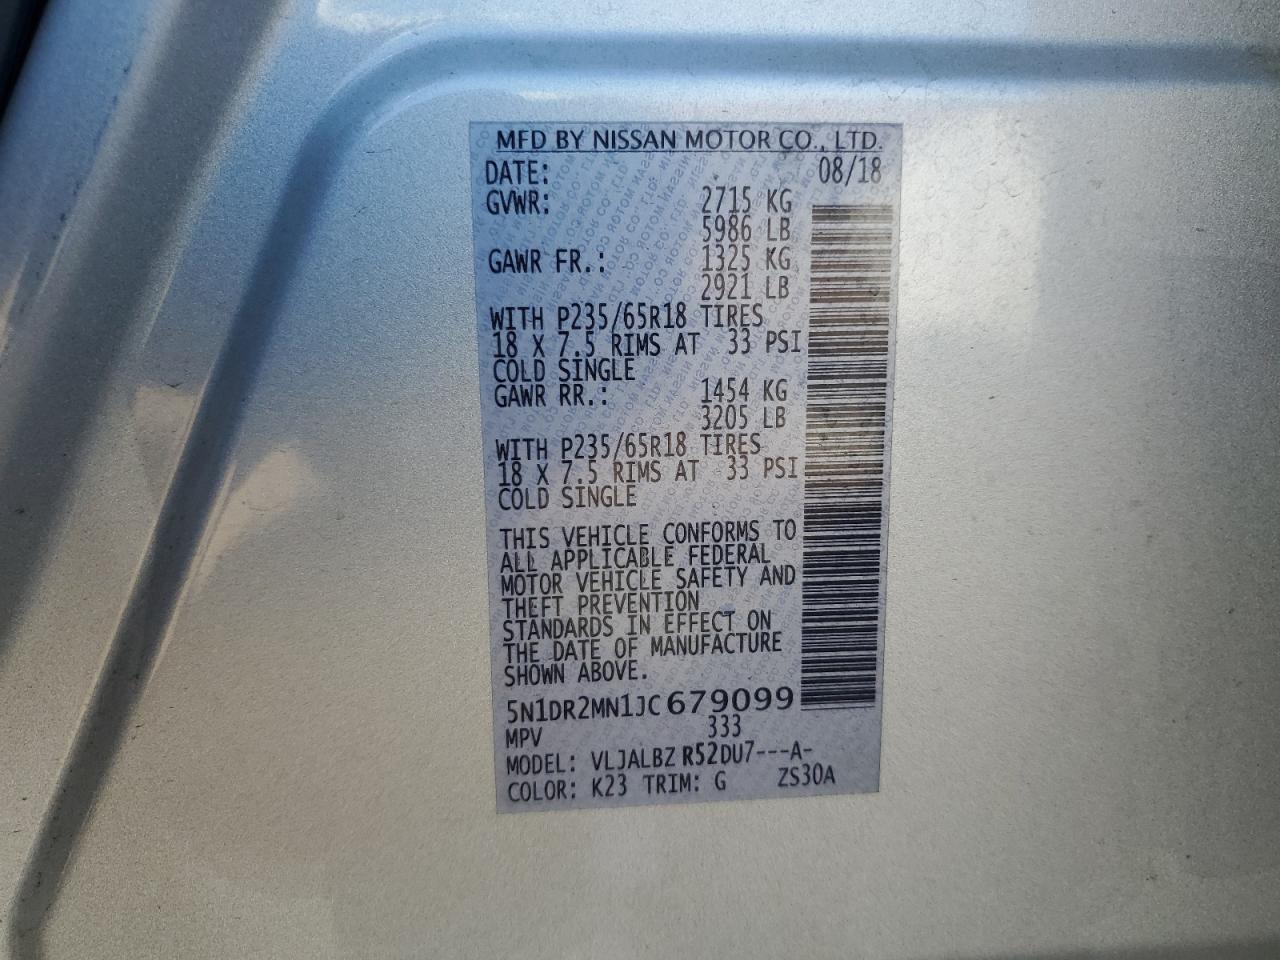 MFD BY NISSAN MOTOR CO., LTD.
DATE: 08/18
GVWR: 2715 KG
5986 LB
GAWR FR.: 1325 KG
2921 LB
WITH P235/65R18 TIRES
18 X 7.5 RIMS AT 33 PSI
COLD SINGLE
GAWR RR.: 1454 KG
3205 LB
WITH P235/65R18 TIRES
18 X 7.5 RIMS AT 33 PSI
COLD SINGLE
THIS VEHICLE CONFORMS TO
ALL APPLICABLE FEDERAL
MOTOR VEHICLE SAFETY AND
THEFT PREVENTION
STANDARDS IN EFFECT ON
THE DATE OF MANUFACTURE
SHOWN ABOVE.
5N1DR2MN1JC679099
MPV 333
MODEL: VLJALBZ R52DU7---A-
COLOR: K23 TRIM: G ZS30A